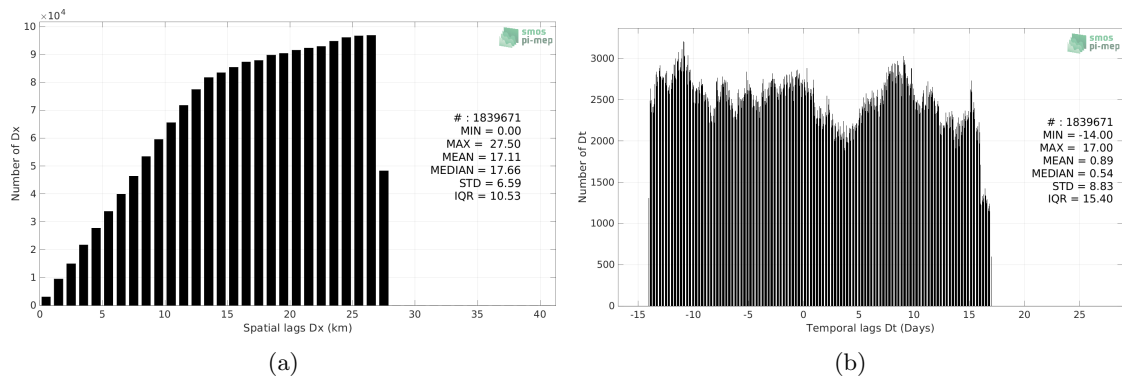 10 ×10⁴
9
8
7
6
5
4
3
2
1
0
Number of Dx
0 5 10 15 20 25 30 35 40
Spatial lags Dx (km)
smos
pi-mep
# : 1839671
MIN = 0.00
MAX = 27.50
MEAN = 17.11
MEDIAN = 17.66
STD = 6.59
IQR = 10.53
(a)
3000
2500
2000
1500
1000
500
0
Number of Dt
-15 -10 -5 0 5 10 15 20 25
Temporal lags Dt (Days)
smos
pi-mep
# : 1839671
MIN = -14.00
MAX = 17.00
MEAN = 0.89
MEDIAN = 0.54
STD = 8.83
IQR = 15.40
(b)